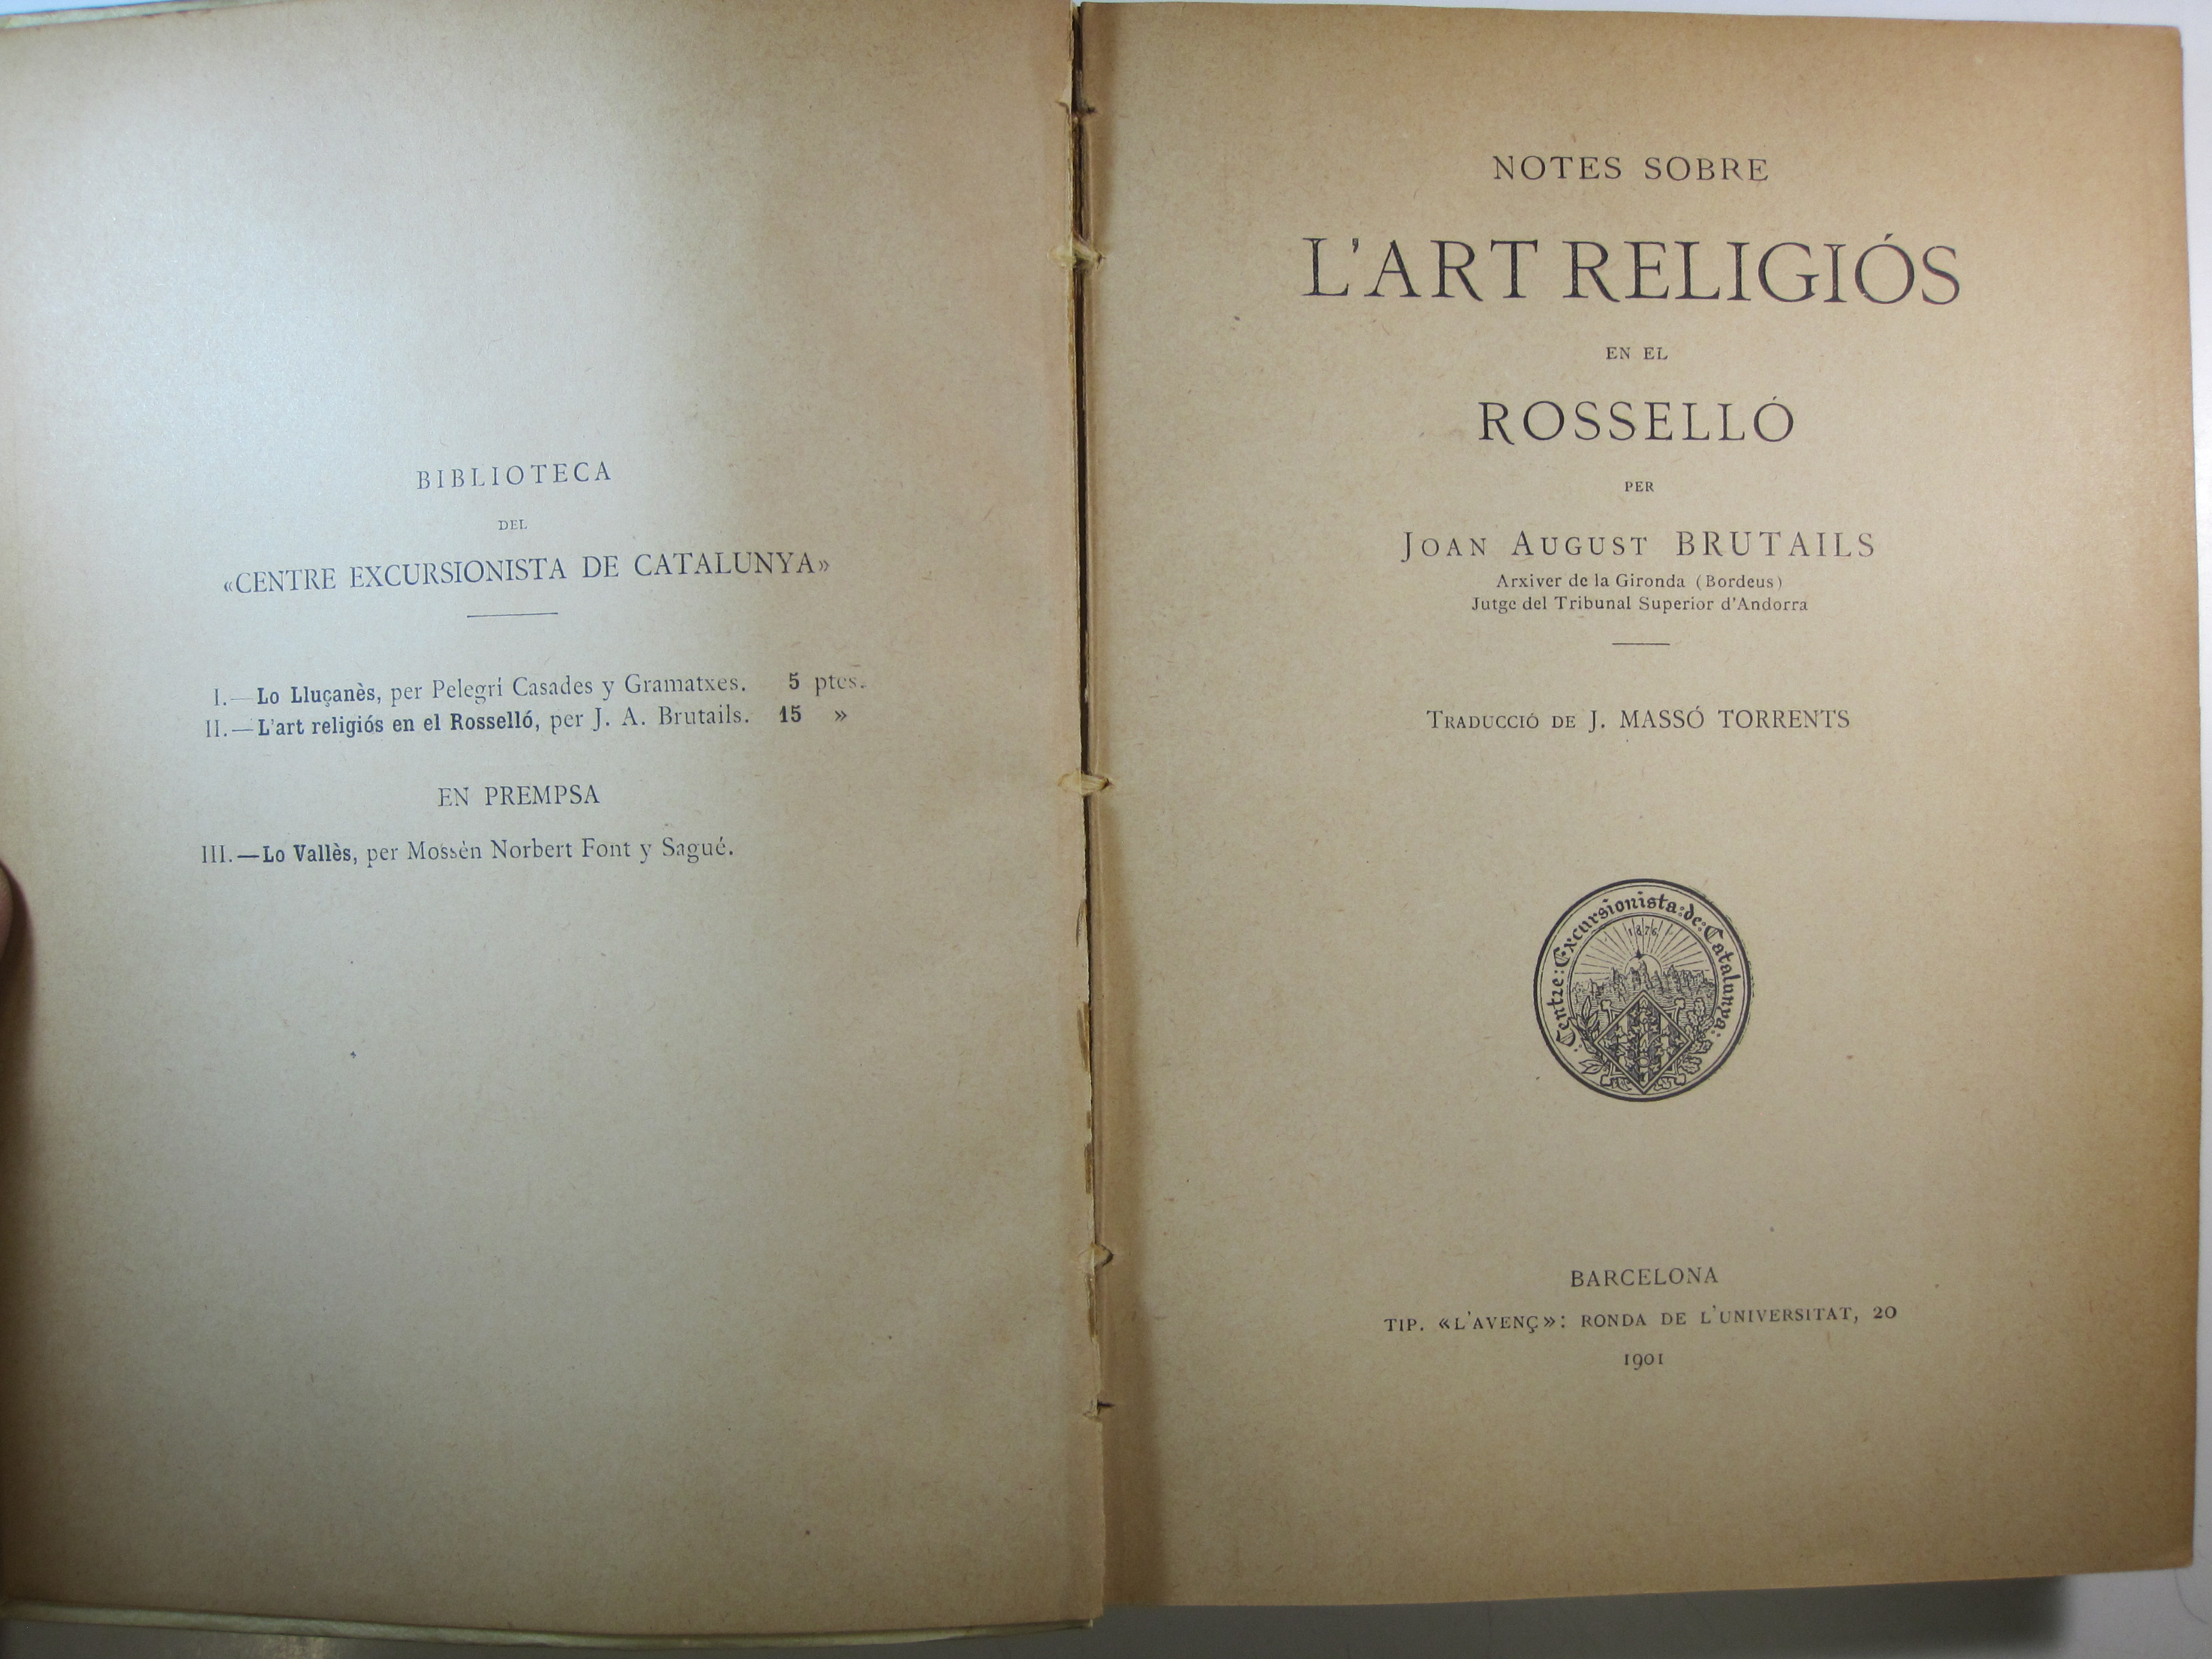 BIBLIOTECA
DEL
«CENTRE EXCURSIONISTA DE CATALUNYA»
I.—Lo Lluçanès, per Pelegrí Casades y Gramatxes. 5 ptes.
II.—L'art religiós en el Rosselló, per J. A. Brutails. 15 »
EN PREMPSA
III.—Lo Vallès, per Mossèn Norbert Font y Sagué.
NOTES SOBRE
L'ART RELIGIÓS
EN EL
ROSSELLÓ
PER
JOAN AUGUST BRUTAILS
Arxiver de la Gironda (Bordeus)
Jutge del Tribunal Superior d'Andorra
TRADUCCIÓ DE J. MASSÓ TORRENTS
:Centre:Excursionista:de:Catalunya:
1876
BARCELONA
TIP. «L'AVENÇ»: RONDA DE L'UNIVERSITAT, 20
1901